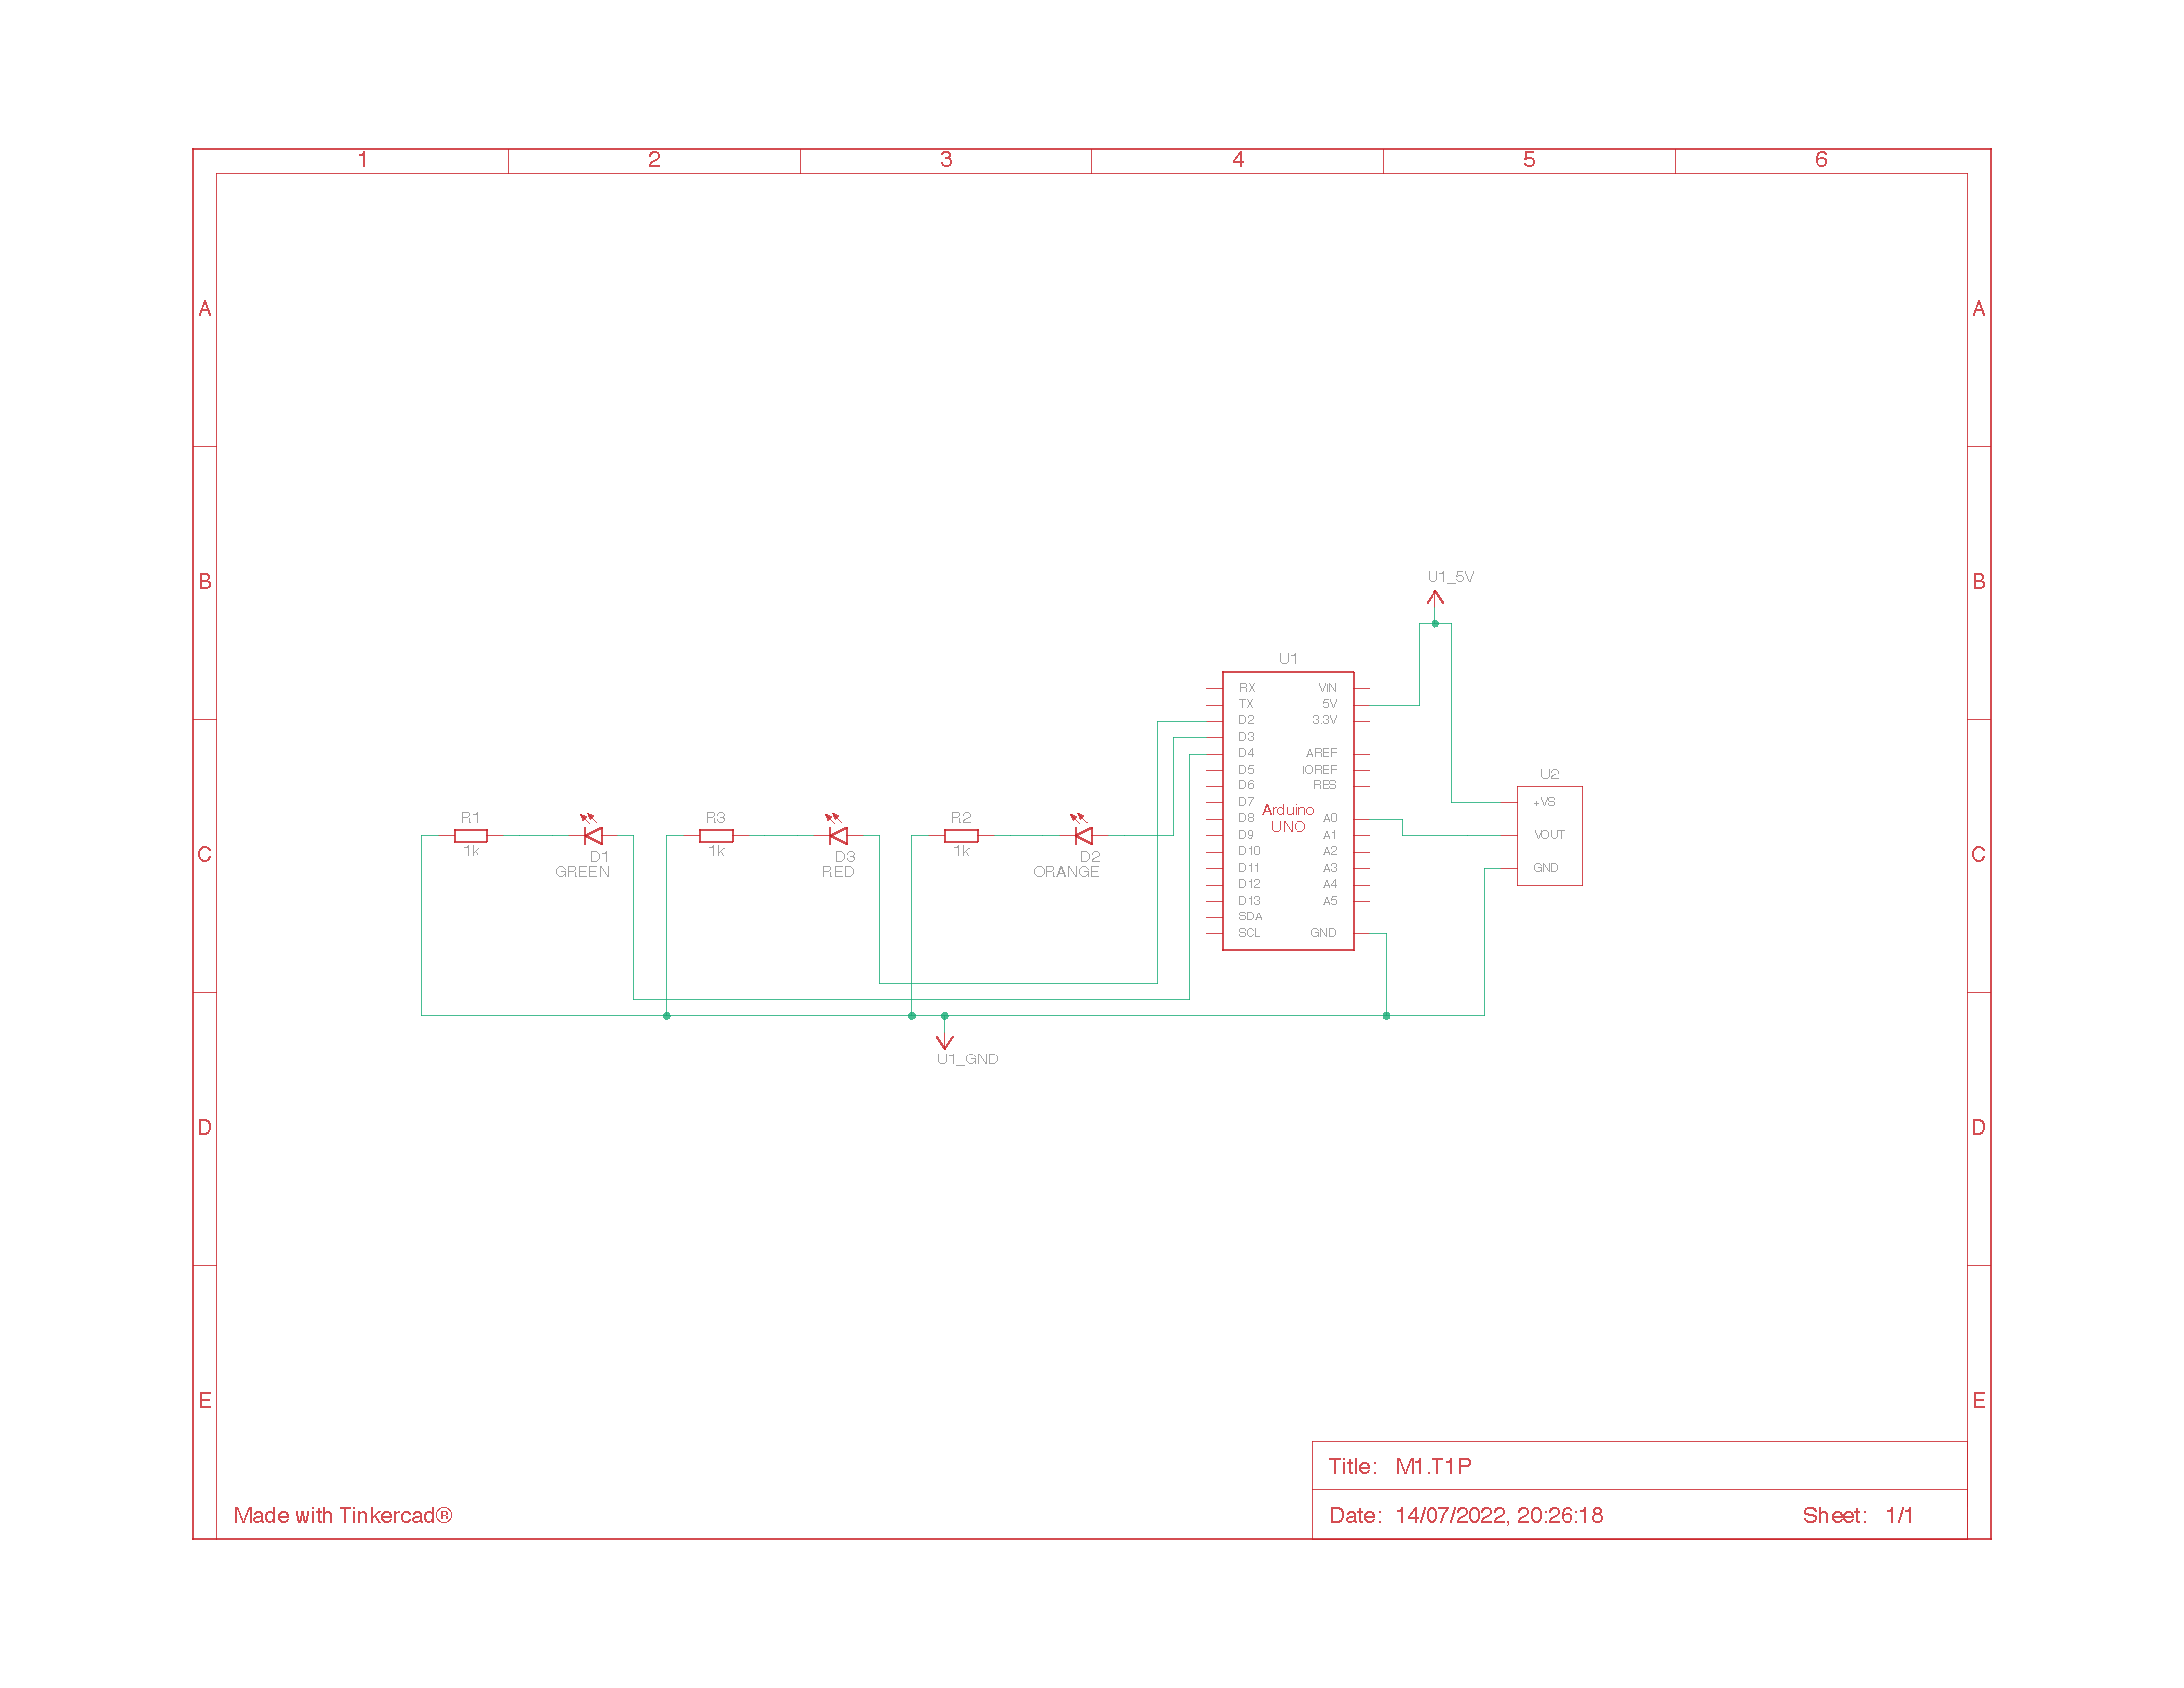 1 2 3 4 5 6
A A
B B
U1_5V
U1
RX VIN
TX 5V
D2 3.3V
D3
D4 AREF
D5 IOREF
D6 RES
D7
D8 A0
D9 A1
D10 A2
D11 A3
D12 A4
D13 A5
SDA
SCL GND
Arduino
UNO
U2
+VS
VOUT
GND
R1
1k
D1
GREEN
R3
1k
D3
RED
R2
1k
D2
ORANGE
C C
U1_GND
D D
E E
Title: M1.T1P
Made with Tinkercad®
Date: 14/07/2022, 20:26:18 Sheet: 1/1